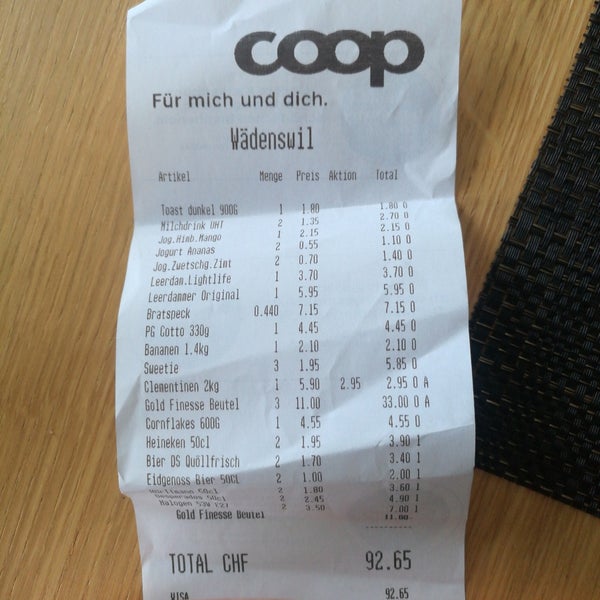 coop
Für mich und dich.
Wädenswil
Artikel Menge Preis Aktion Total
Toast dunkel 900G 1 1.80 1.80 0
Milchdrink UHT 2 1.35 2.70 0
Jog.Himb.Mango 1 2.15 2.15 0
Jogurt Ananas 2 0.55 1.10 0
Jog.Zwetschg.Zimt 2 0.70 1.40 0
Leerdam.Lightlife 1 3.70 3.70 0
Leerdammer Original 1 5.95 5.95 0
Bratspeck 0.440 7.15 7.15 0
PG Cotto 330g 1 4.45 4.45 0
Bananen 1.4kg 1 2.10 2.10 0
Sweetie 3 1.95 5.85 0
Clementinen 2kg 1 5.90 2.95 2.95 0 A
Gold Finesse Beutel 3 11.00 33.00 0 A
Cornflakes 600G 1 4.55 4.55 0
Heineken 50cl 2 1.95 3.90 1
Bier DS Quöllfrisch 2 1.70 3.40 1
Eidgenoss Bier 50CL 2 1.00 2.00 1
50cl 2 1.80 3.60 1
Desperados 50cl 2 2.45 4.90 1
Halogen 53W E27 2 3.50 7.00 1
Gold Finesse Beutel 11.00-
TOTAL CHF 92.65
VISA 92.65